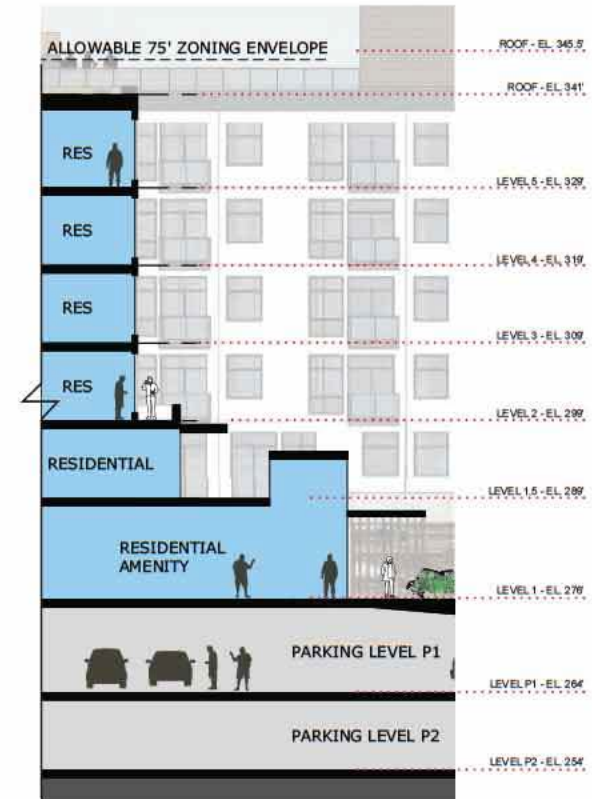 ALLOWABLE 75' ZONING ENVELOPE
ROOF - EL. 345.5'
ROOF - EL. 341'
RES
LEVEL 5 - EL. 329'
RES
LEVEL 4 - EL. 319'
RES
LEVEL 3 - EL. 309'
RES
LEVEL 2 - EL. 299'
RESIDENTIAL
LEVEL 1.5 - EL. 289'
RESIDENTIAL
AMENITY
LEVEL 1 - EL. 276'
PARKING LEVEL P1
LEVEL P1 - EL. 264'
PARKING LEVEL P2
LEVEL P2 - EL. 254'